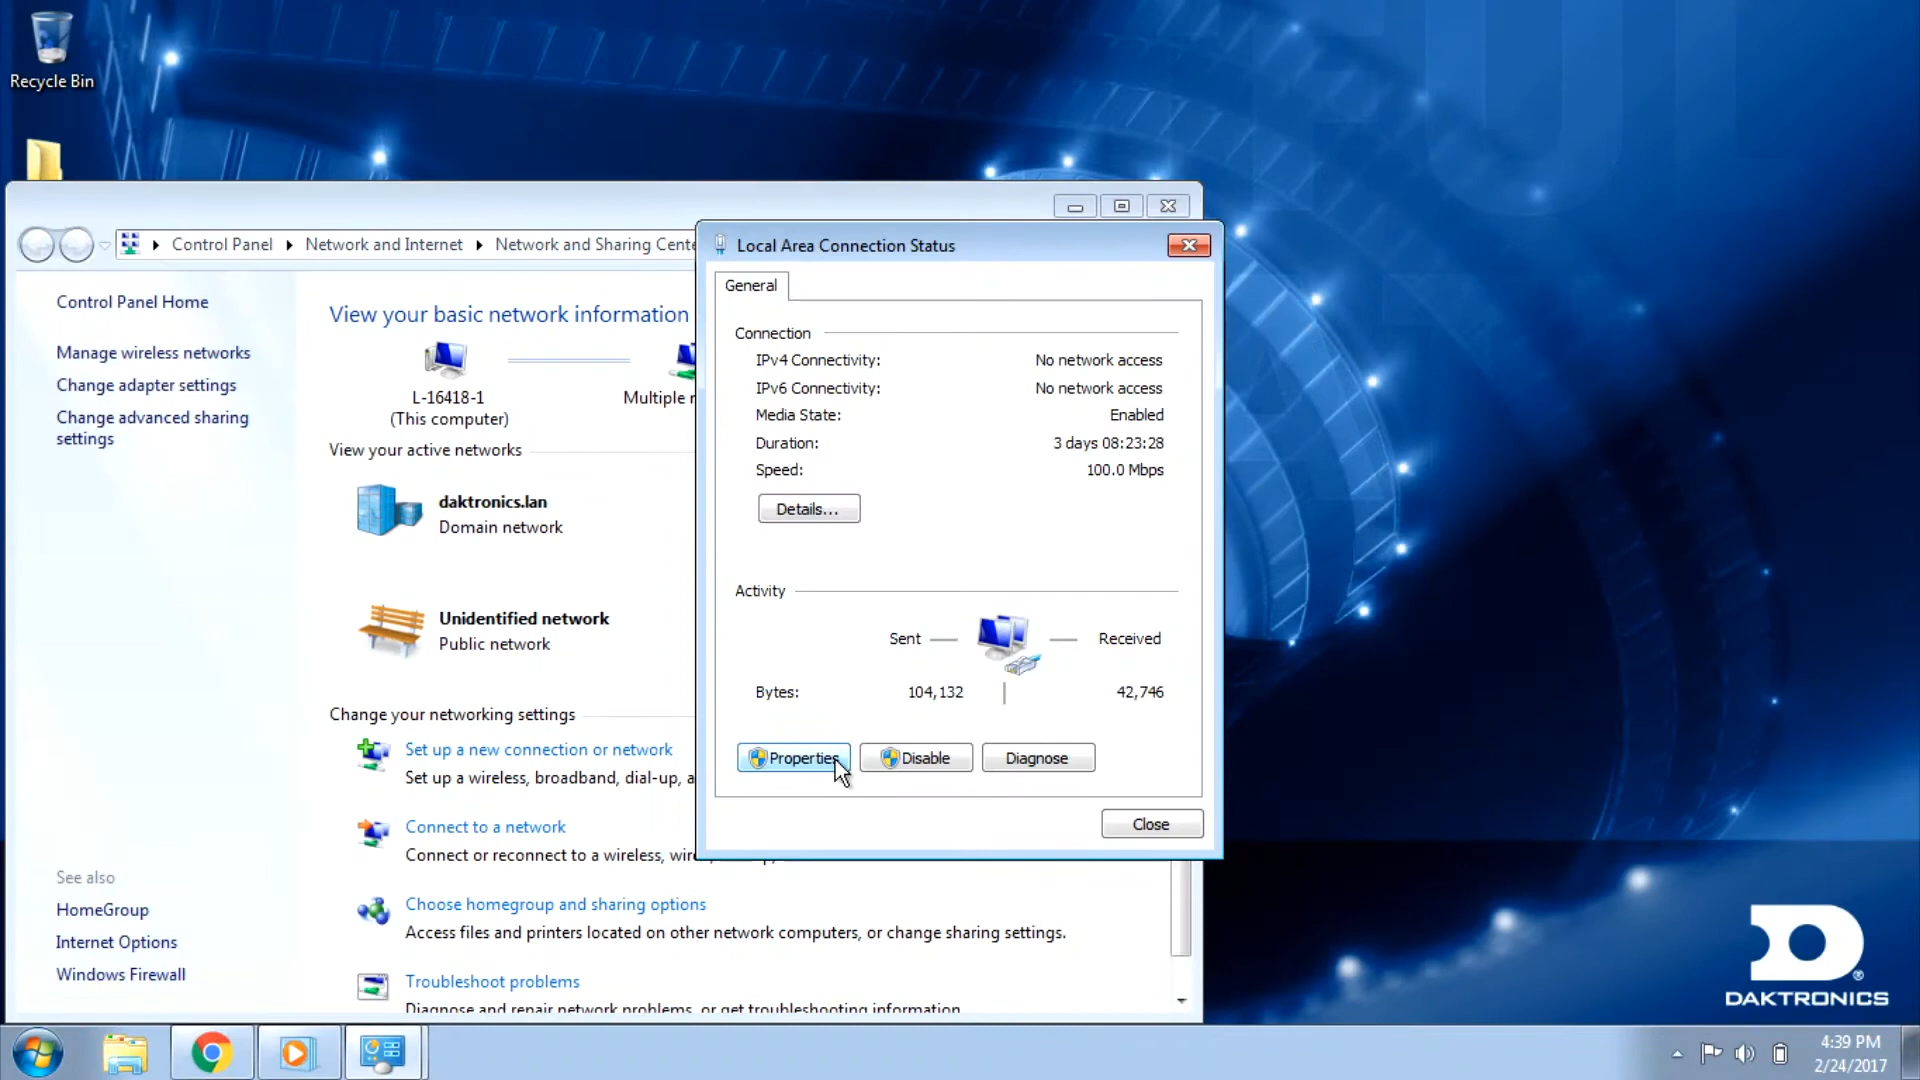 Recycle Bin
Control Panel
Network and Internet
Network and Sharing Cente
Control Panel Home
Manage wireless networks
Change adapter settings
Change advanced sharing
settings
See also
HomeGroup
Internet Options
Windows Firewall
View your basic network information
L-16418-1
(This computer)
Multiple
View your active networks
daktronics.lan
Domain network
Unidentified network
Public network
Change your networking settings
Set up a new connection or network
Set up a wireless, broadband, dial-up, a
Connect to a network
Connect or reconnect to a wireless, wire
Choose homegroup and sharing options
Access files and printers located on other network computers, or change sharing settings.
Troubleshoot problems
Diagnose and repair network problems, or get troubleshooting information.
Local Area Connection Status
General
Connection
IPv4 Connectivity: No network access
IPv6 Connectivity: No network access
Media State: Enabled
Duration: 3 days 08:23:28
Speed: 100.0 Mbps
Details...
Activity
Sent Received
Bytes: 104,132 42,746
Properties Disable Diagnose
Close
DAKTRONICS
4:39 PM
2/24/2017